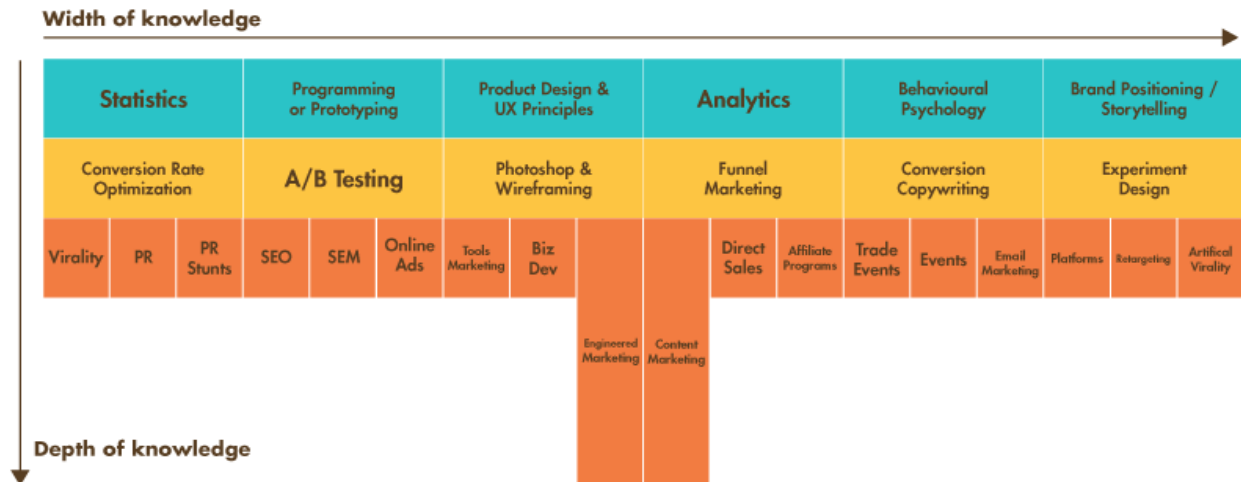 Width of knowledge
Statistics
Programming
or Prototyping
Product Design &
UX Principles
Analytics
Behavioural
Psychology
Brand Positioning /
Storytelling
Conversion Rate
Optimization
A/B Testing
Photoshop &
Wireframing
Funnel
Marketing
Conversion
Copywriting
Experiment
Design
Virality
PR
PR
Stunts
SEO
SEM
Online
Ads
Tools
Marketing
Biz
Dev
Engineered
Marketing
Content
Marketing
Direct
Sales
Affiliate
Programs
Trade
Events
Events
Email
Marketing
Platforms
Retargeting
Artifical
Virality
Depth of knowledge